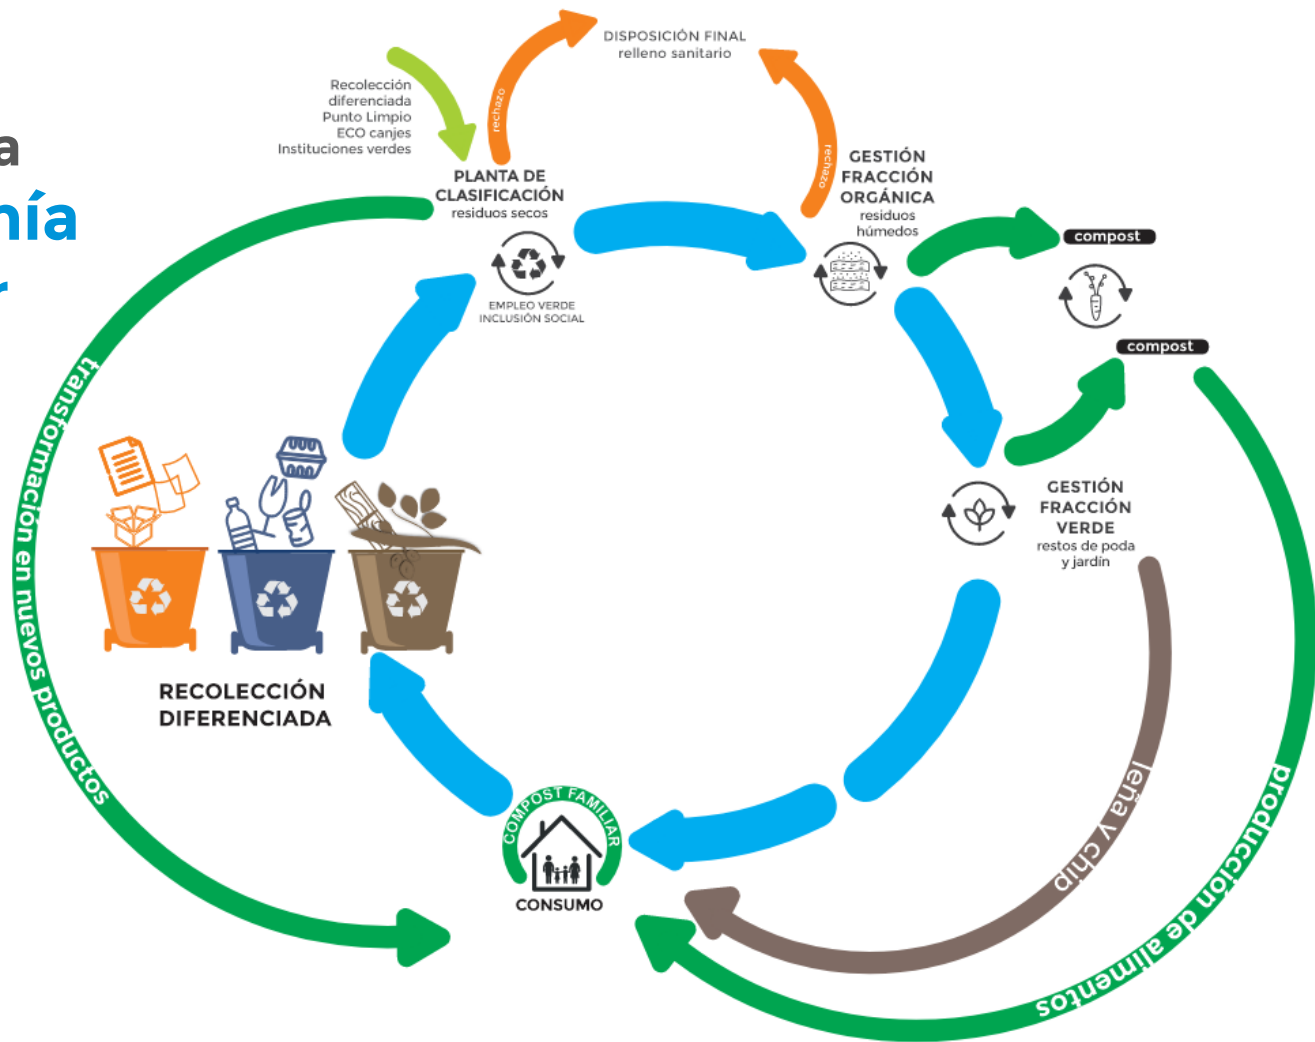 a
nía
r
DISPOSICIÓN FINAL
relleno sanitario
Recolección
diferenciada
Punto Limpio
ECO canjes
Instituciones verdes
rechazo
rechazo
PLANTA DE
CLASIFICACIÓN
residuos secos
EMPLEO VERDE
INCLUSIÓN SOCIAL
GESTIÓN
FRACCIÓN
ORGÁNICA
residuos
húmedos
compost
compost
GESTIÓN
FRACCIÓN
VERDE
restos de poda
y jardín
transformación en nuevos productos
RECOLECCIÓN
DIFERENCIADA
COMPOST FAMILIAR
CONSUMO
leña y chip
producción de alimentos